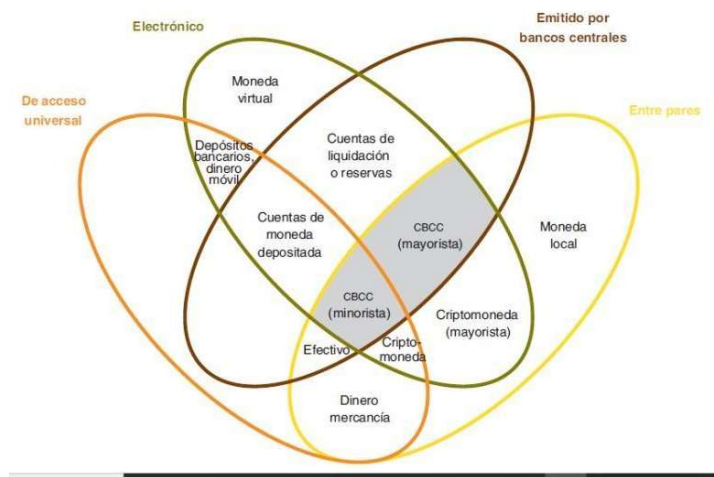 Electrónico
Emitido por
bancos centrales
De acceso
universal
Entre pares
Moneda
virtual
Depósitos
bancarios,
dinero
móvil
Cuentas de
liquidación
o reservas
Cuentas de
moneda
depositada
CBCC
(mayorista)
Moneda
local
CBCC
(minorista)
Criptomoneda
(mayorista)
Efectivo
Cripto-
moneda
Dinero
mercancía